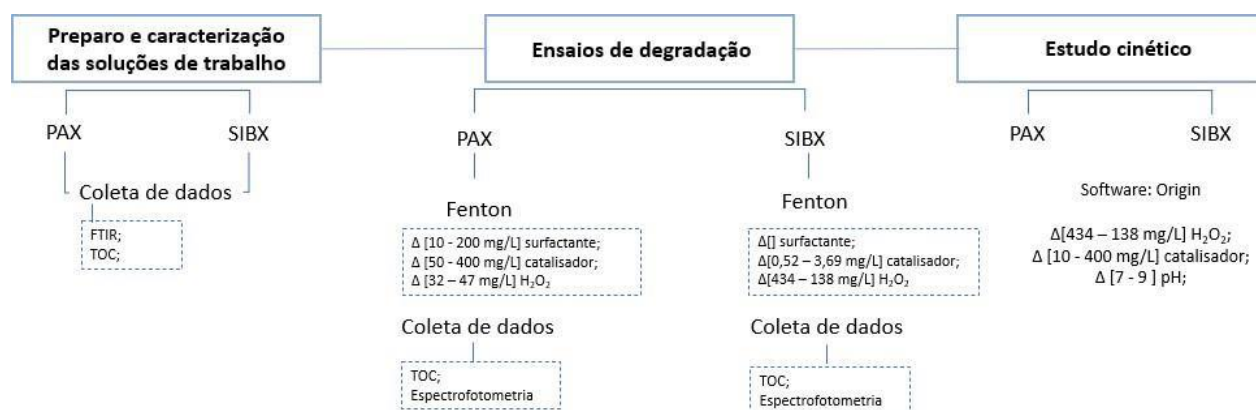 Preparo e caracterização
das soluções de trabalho
PAX
SIBX
Coleta de dados
FTIR;
TOC;
Ensaios de degradação
PAX
Fenton
Δ [10 - 200 mg/L] surfactante;
Δ [50 - 400 mg/L] catalisador;
Δ [32 – 47 mg/L] H₂O₂
Coleta de dados
TOC;
Espectrofotometria
SIBX
Fenton
Δ[] surfactante;
Δ[0,52 – 3,69 mg/L] catalisador;
Δ[434 – 138 mg/L] H₂O₂
Coleta de dados
TOC;
Espectrofotometria
Estudo cinético
PAX
SIBX
Software: Origin
Δ[434 – 138 mg/L] H₂O₂;
Δ [10 - 400 mg/L] catalisador;
Δ [7 - 9 ] pH;